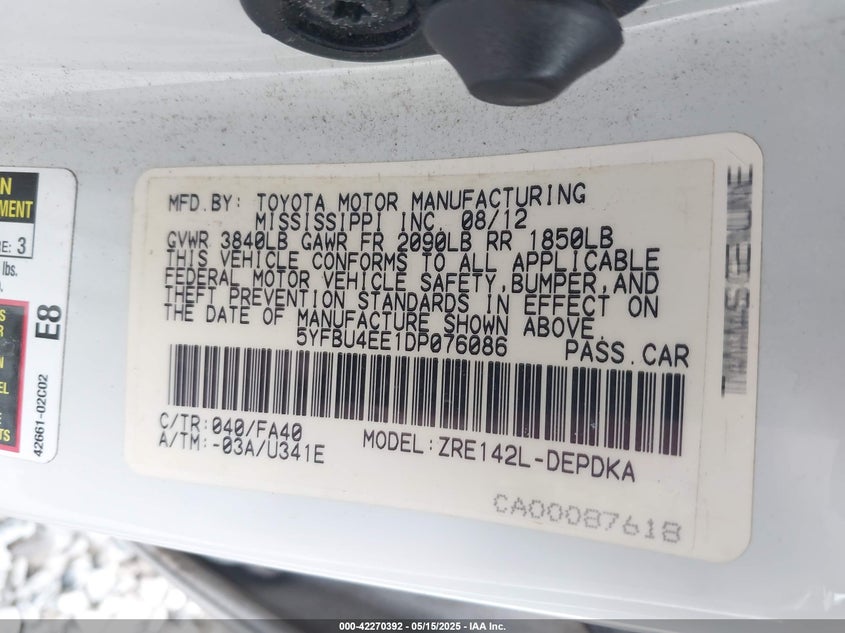 MFD.BY: TOYOTA MOTOR MANUFACTURING
MISSISSIPPI INC. 08/12
GVWR 3840LB GAWR FR 2090LB RR 1850LB
THIS VEHICLE CONFORMS TO ALL APPLICABLE
FEDERAL MOTOR VEHICLE SAFETY,BUMPER,AND
THEFT PREVENTION STANDARDS IN EFFECT ON
THE DATE OF MANUFACTURE SHOWN ABOVE.
5YFBU4EE1DP076086 PASS.CAR
C/TR:040/FA40
A/TM:-03A/U341E
MODEL:ZRE142L-DEPDKA
CA00087618
RE: 3
lbs.
E8
42661-02C02
000-42270392 - 05/15/2025 - IAA Inc.